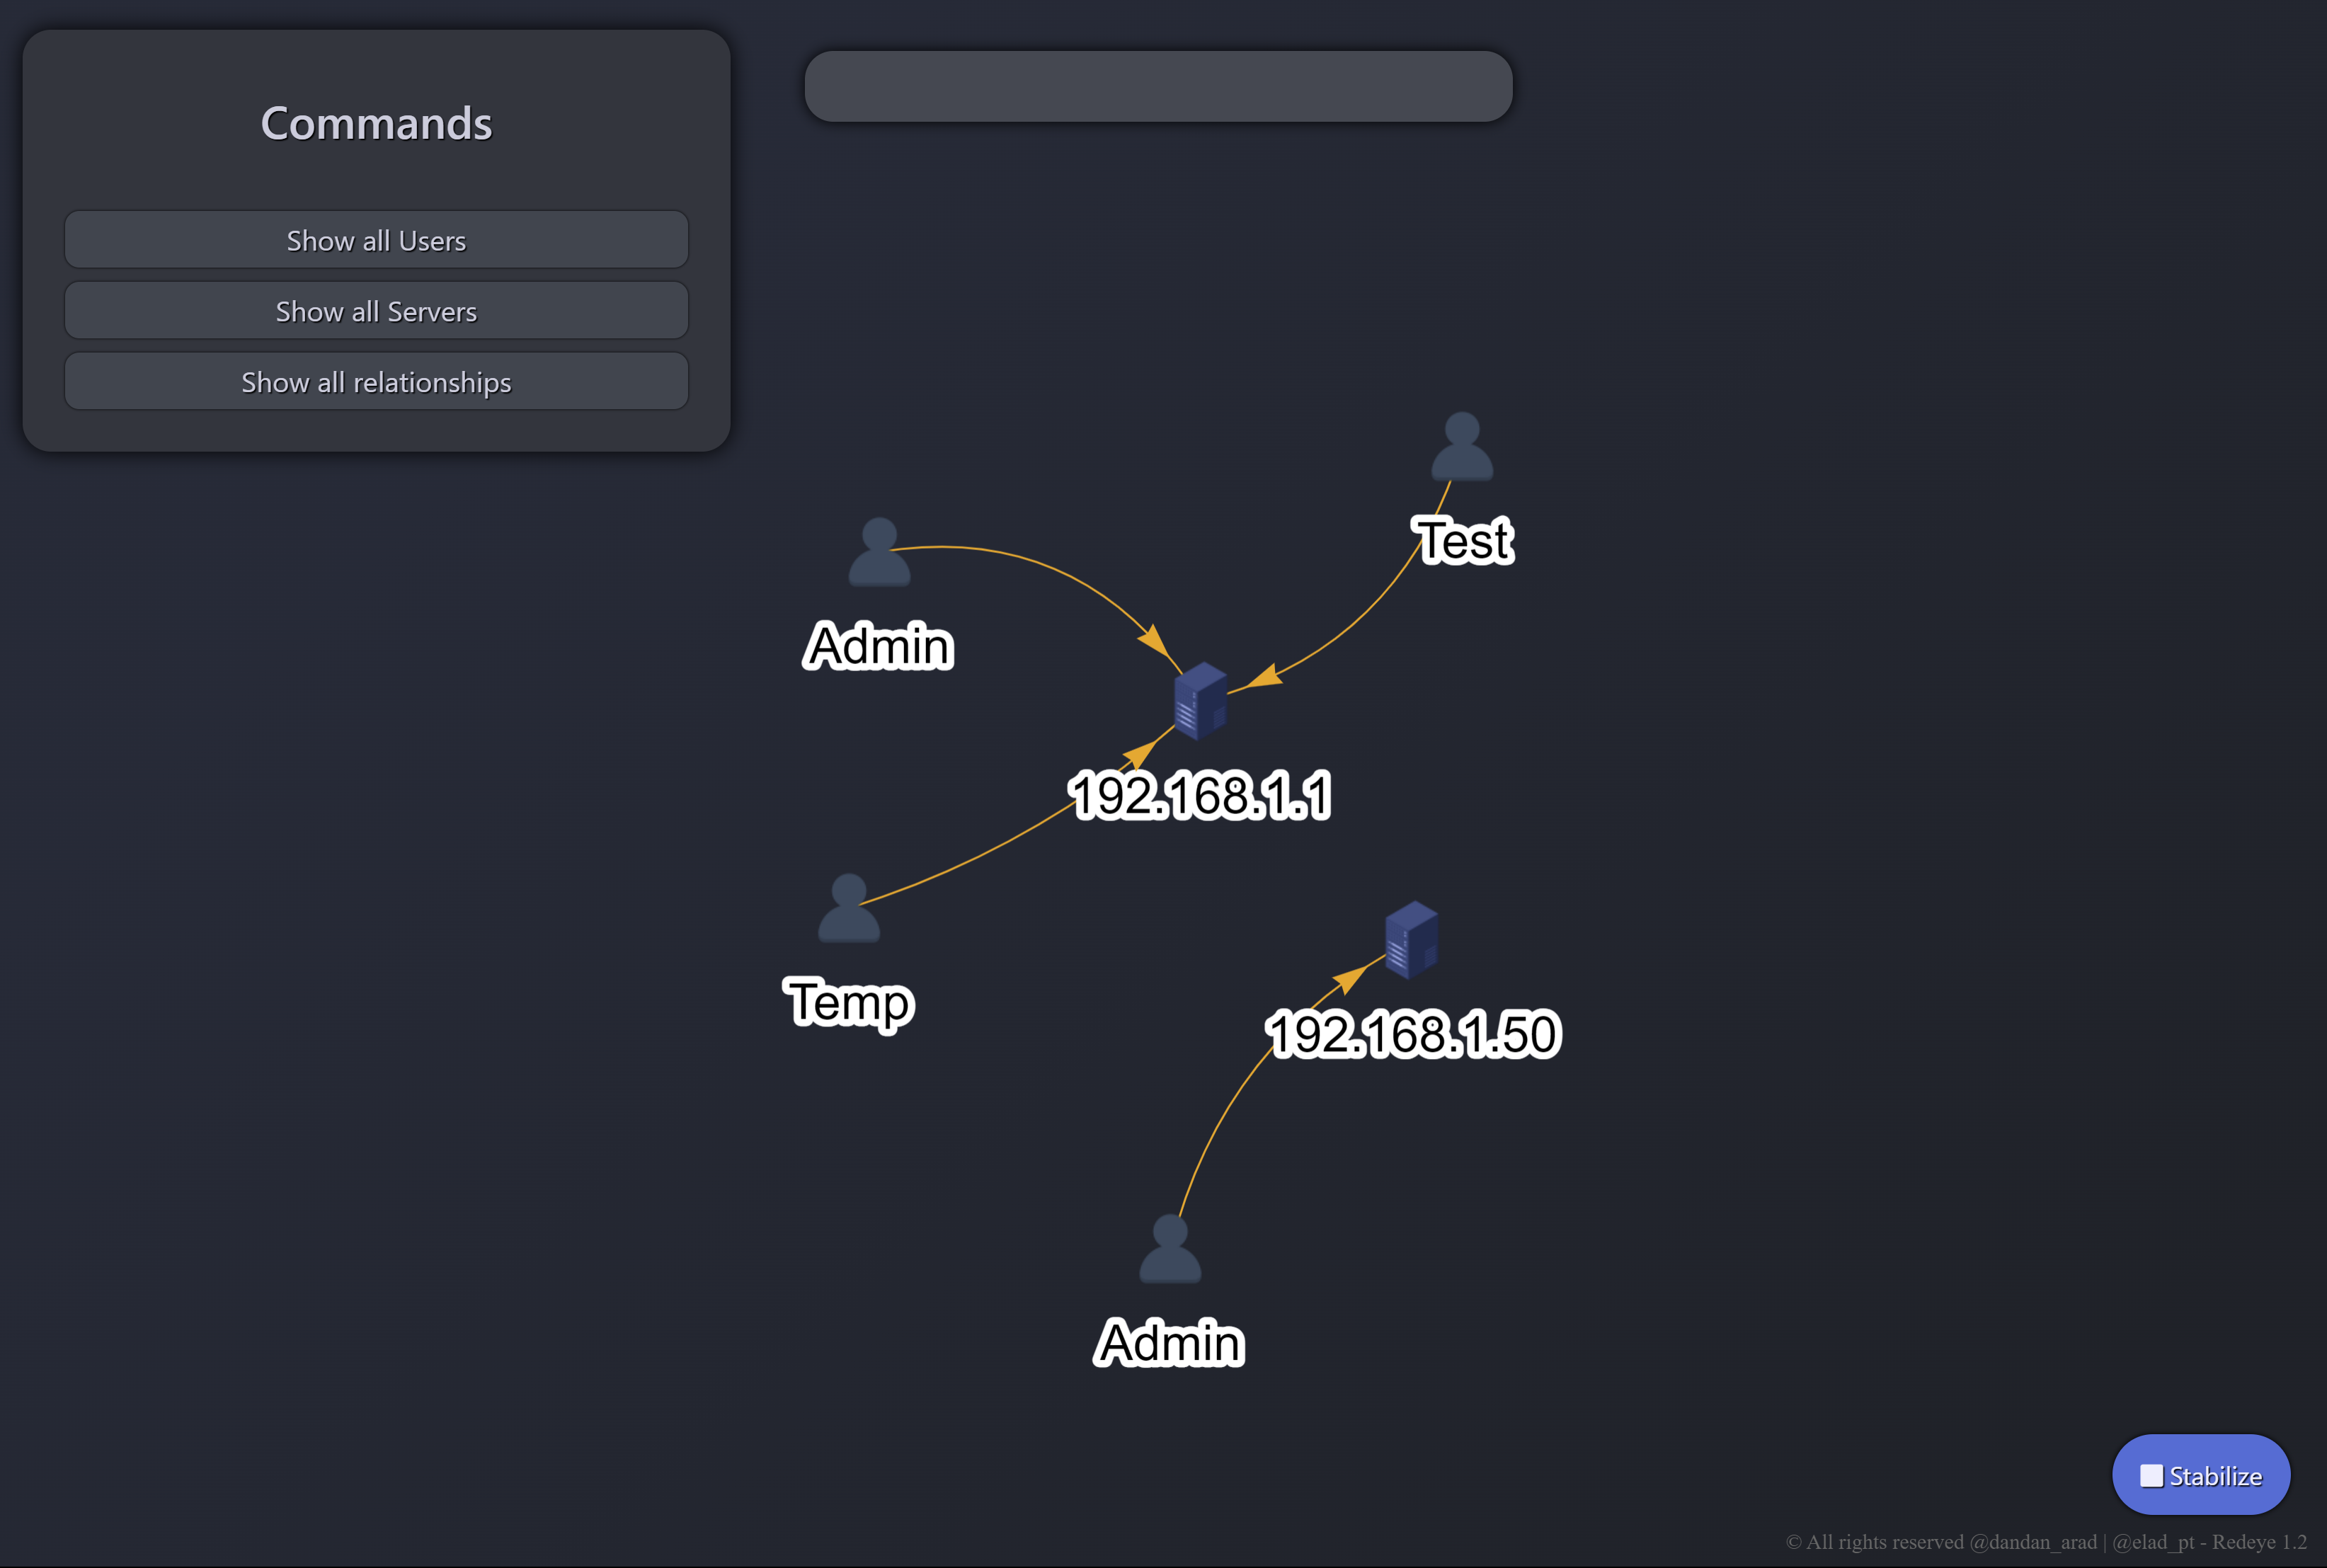 Commands
Show all Users
Show all Servers
Show all relationships
Test
Admin
192.168.1.1
Temp
192.168.1.50
Admin
Stabilize
© All rights reserved @dandan_arad | @elad_pt - Redeye 1.2